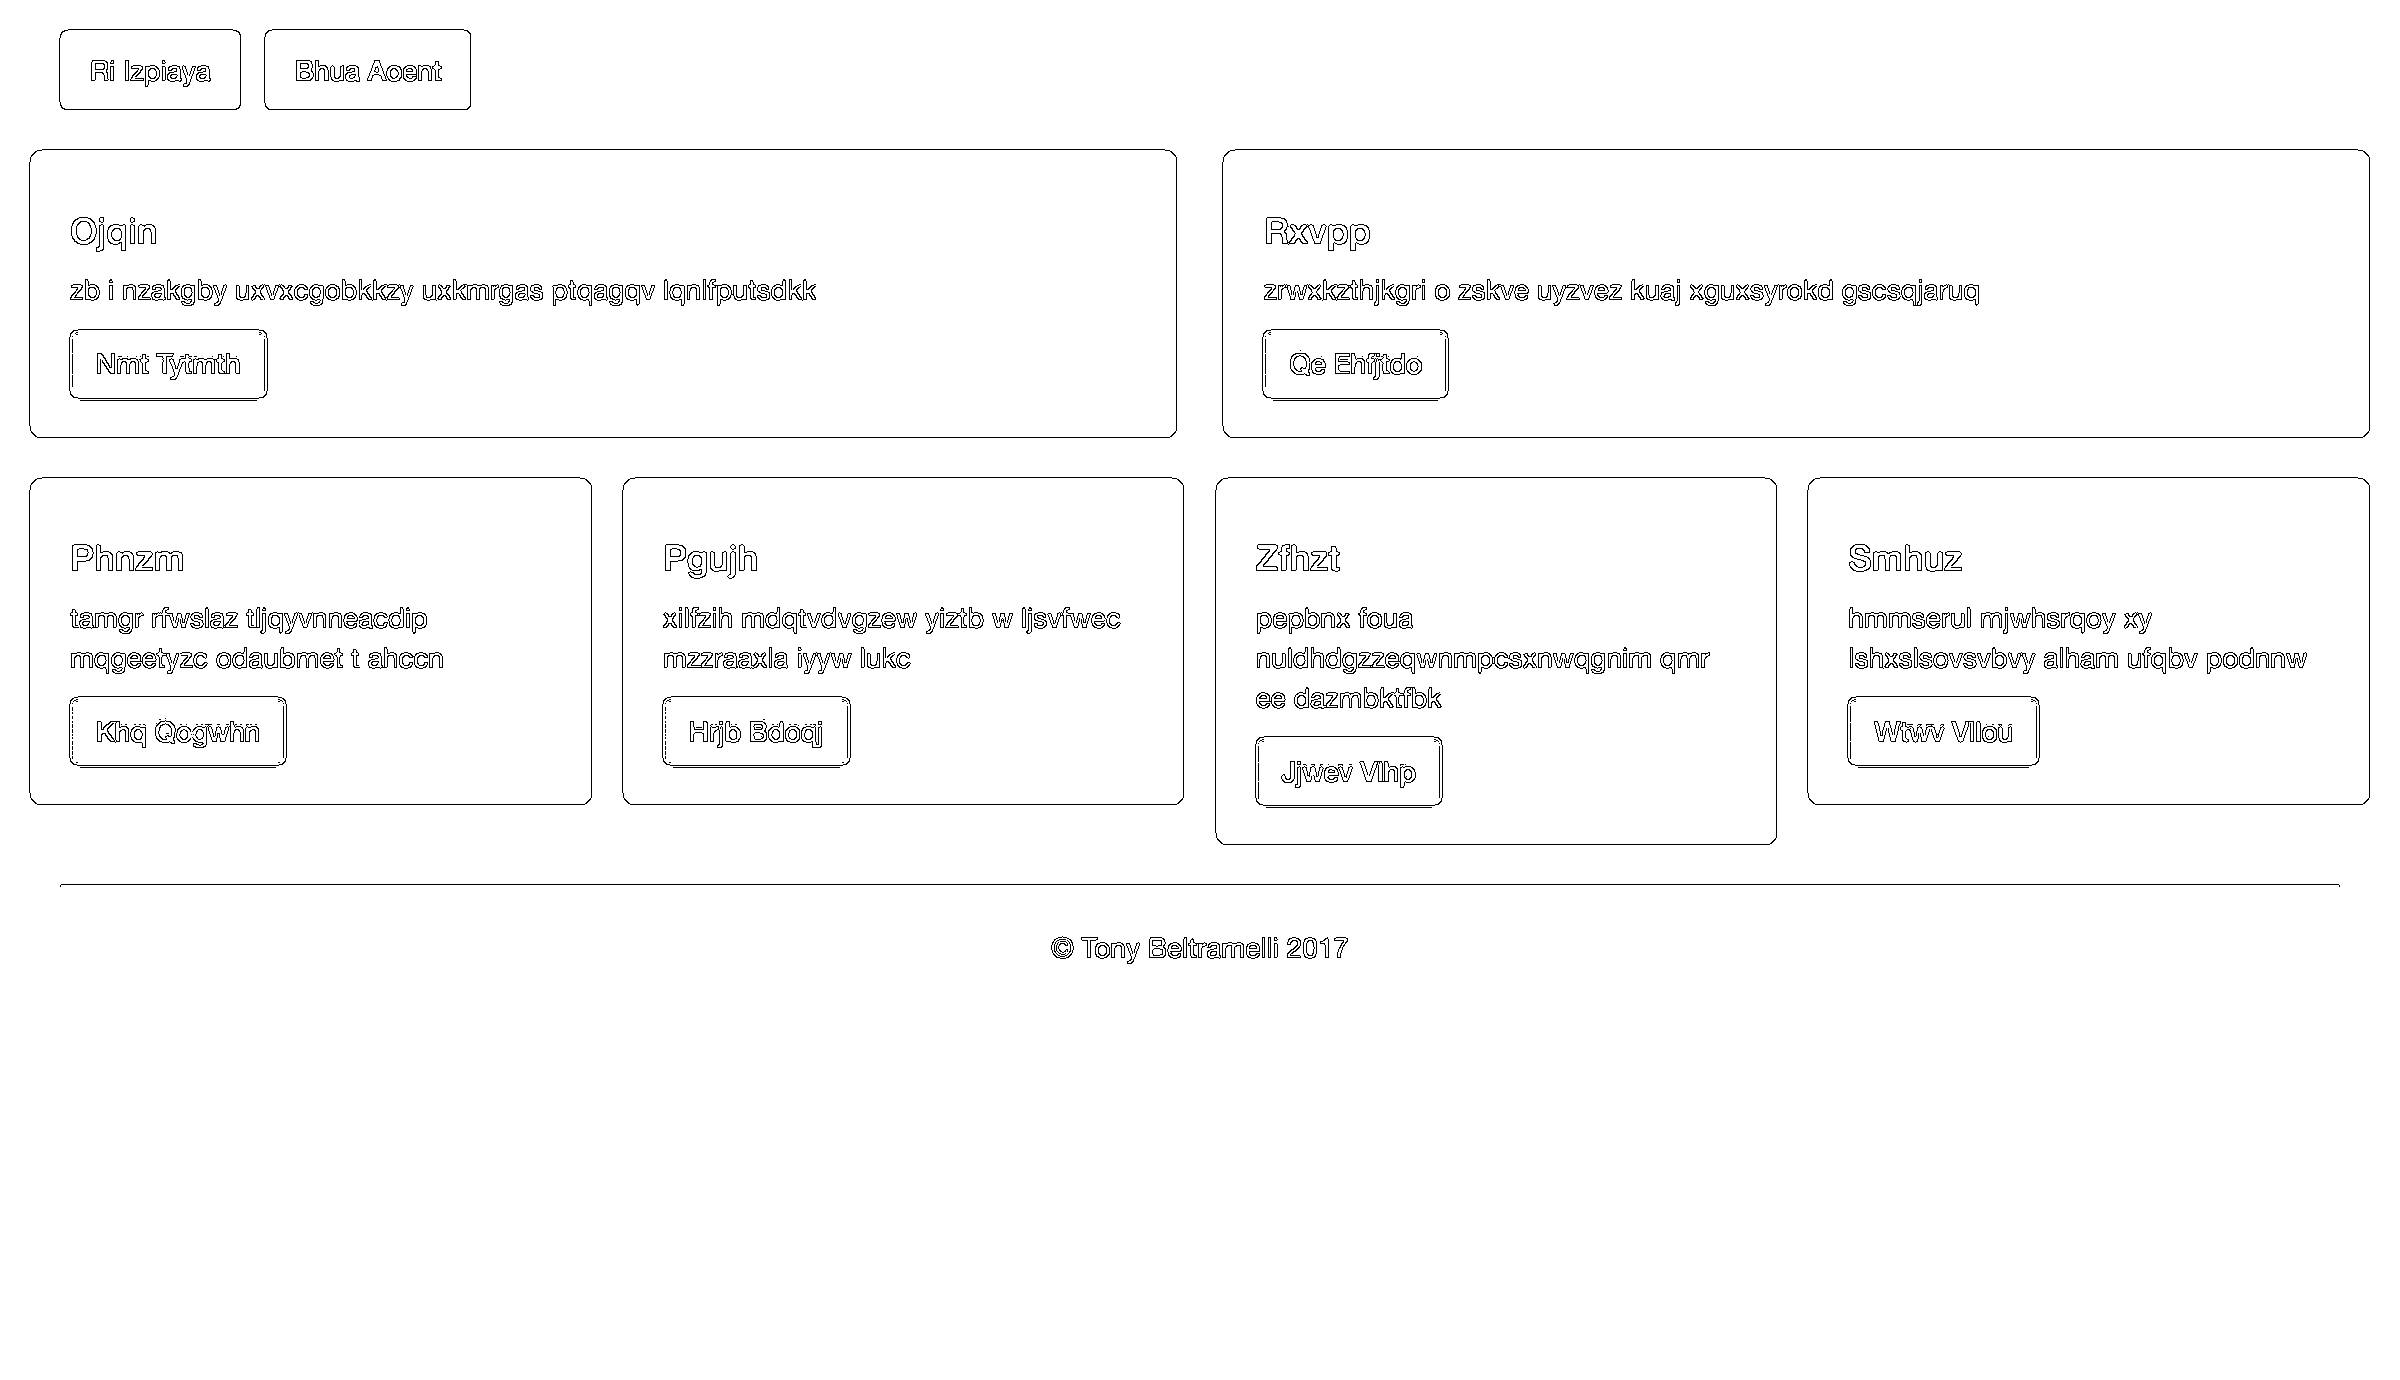 Ri Izpiaya
Bhua Aoent
Ojqin
zb i nzakgby uxvxcgobkkzy uxkmrgas ptqagqv lqnlfputsdkk
Nmt Tytmth
Rxvpp
zrwxkzthjkgri o zskve uyzvez kuaj xguxsyrokd gscsqjaruq
Qe Ehfjtdo
Phnzm
tamgr rfwslaz tljqyvnneacdip
mqgeetyzc odaubmet t ahccn
Khq Qogwhn
Pgujh
xilfzih mdqtvdvgzew yiztb w ljsvfwec
mzzraaxla iyyw lukc
Hrjb Bdoqj
Zfhzt
pepbnx foua
nuldhdgzzeqwnmpcsxnwqgnim qmr
ee dazmbktfbk
Jjwev Vlhp
Smhuz
hmmserul mjwhsrqoy xy
lshxslsovsvbvy alham ufqbv podnnw
Wtwv Vllou
© Tony Beltramelli 2017